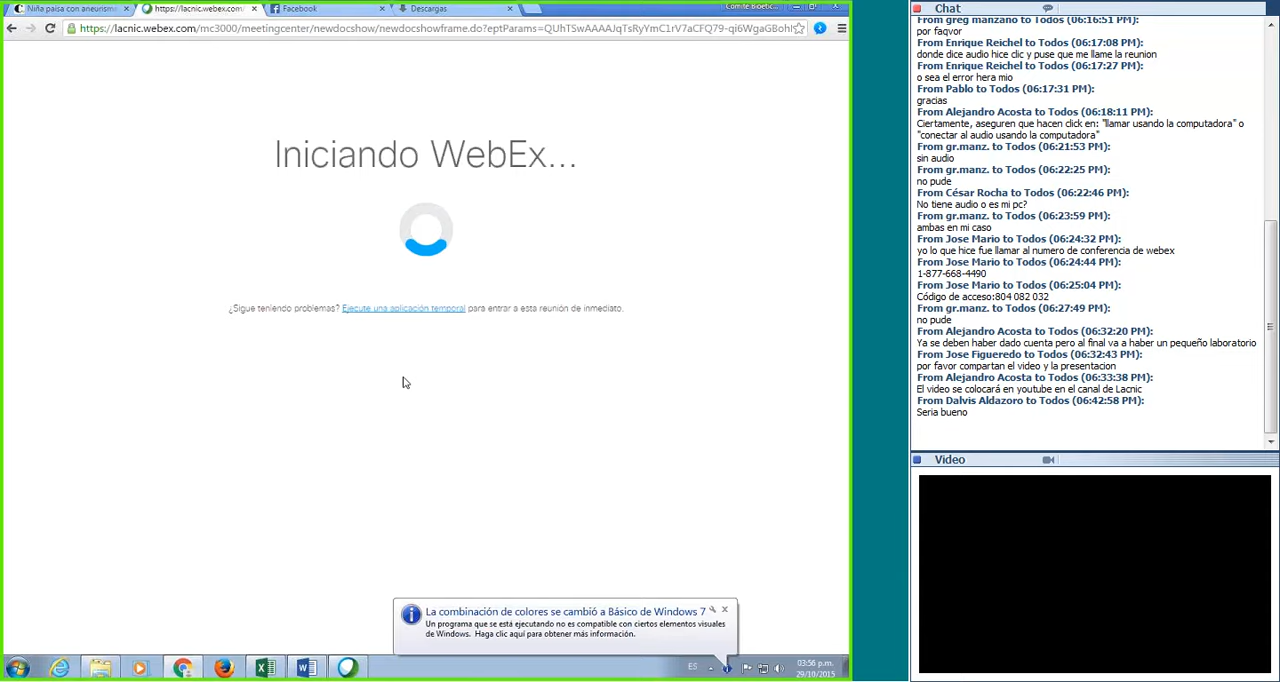 Niña paisa con aneurism
https://lacnic.webex.com/
Facebook
Descargas
Comité Bioétic...
https://lacnic.webex.com/mc3000/meetingcenter/newdocshow/newdocshowframe.do?eptParams=
Iniciando WebEx...
¿Sigue teniendo problemas? Ejecute una aplicación temporal para entrar a esta reunión de inmediato.
La combinación de colores se cambió a Básico de Windows 7
Un programa que se está ejecutando no es compatible con ciertos elementos visuales
de Windows. Haga clic aquí para obtener más información.
ES
03:56 p.m.
29/10/2015
Chat
From greg manzano to Todos (06:16:51 PM):
por faqvor
From Enrique Reichel to Todos (06:17:08 PM):
donde dice audio hice clic y puse que me llame la reunion
From Enrique Reichel to Todos (06:17:27 PM):
o sea el error hera mio
From Pablo to Todos (06:17:31 PM):
gracias
From Alejandro Acosta to Todos (06:18:11 PM):
Ciertamente, aseguren que hacen click en: "llamar usando la computadora" o
"conectar al audio usando la computadora"
From gr.manz. to Todos (06:21:53 PM):
sin audio
From gr.manz. to Todos (06:22:25 PM):
no pude
From César Rocha to Todos (06:22:46 PM):
No tiene audio o es mi pc?
From gr.manz. to Todos (06:23:59 PM):
ambas en mi caso
From Jose Mario to Todos (06:24:32 PM):
yo lo que hice fue llamar al numero de conferencia de webex
From Jose Mario to Todos (06:24:44 PM):
1-877-668-4490
From Jose Mario to Todos (06:25:04 PM):
Código de acceso:804 082 032
From gr.manz. to Todos (06:27:49 PM):
no pude
From Alejandro Acosta to Todos (06:32:20 PM):
Ya se deben haber dado cuenta pero al final va a haber un pequeño laboratorio
From Jose Figueredo to Todos (06:32:43 PM):
por favor compartan el video y la presentacion
From Alejandro Acosta to Todos (06:33:38 PM):
El video se colocará en youtube en el canal de Lacnic
From Dalvis Aldazoro to Todos (06:42:58 PM):
Seria bueno
Video